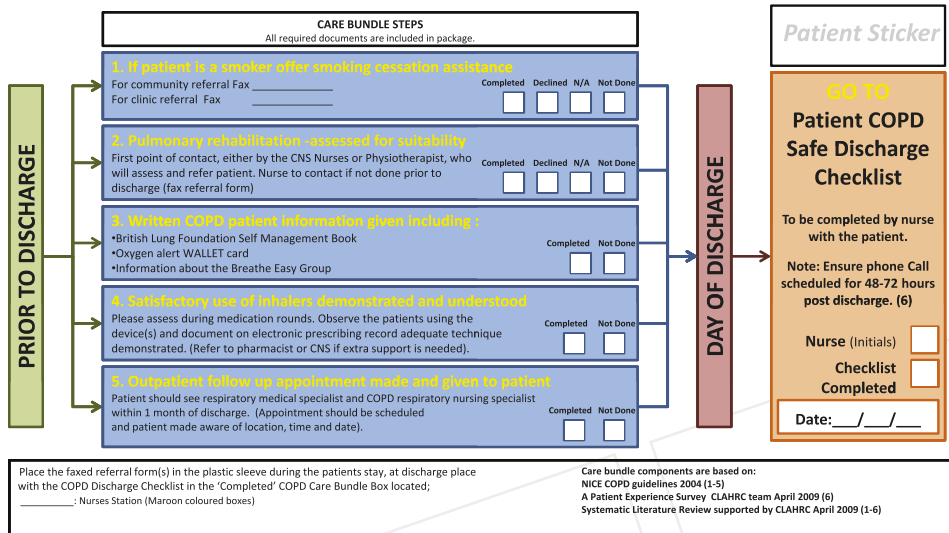 CARE BUNDLE STEPS
All required documents are included in package.
Patient Sticker
PRIOR TO DISCHARGE
1. If patient is a smoker offer smoking cessation assistance
For community referral Fax ______________
For clinic referral Fax ______________
Completed Declined N/A Not Done
2. Pulmonary rehabilitation -assessed for suitability
First point of contact, either by the CNS Nurses or Physiotherapist, who
will assess and refer patient. Nurse to contact if not done prior to
discharge (fax referral form)
Completed Declined N/A Not Done
3. Written COPD patient information given including :
•British Lung Foundation Self Management Book
•Oxygen alert WALLET card
•Information about the Breathe Easy Group
Completed Not Done
4. Satisfactory use of inhalers demonstrated and understood
Please assess during medication rounds. Observe the patients using the
device(s) and document on electronic prescribing record adequate technique
demonstrated. (Refer to pharmacist or CNS if extra support is needed).
Completed Not Done
5. Outpatient follow up appointment made and given to patient
Patient should see respiratory medical specialist and COPD respiratory nursing specialist
within 1 month of discharge. (Appointment should be scheduled
and patient made aware of location, time and date).
Completed Not Done
DAY OF DISCHARGE
GO TO
Patient COPD
Safe Discharge
Checklist
To be completed by nurse
with the patient.
Note: Ensure phone Call
scheduled for 48-72 hours
post discharge. (6)
Nurse (Initials)
Checklist
Completed
Date:___/___/___
Place the faxed referral form(s) in the plastic sleeve during the patients stay, at discharge place
with the COPD Discharge Checklist in the ‘Completed’ COPD Care Bundle Box located;
__________: Nurses Station (Maroon coloured boxes)
Care bundle components are based on:
NICE COPD guidelines 2004 (1-5)
A Patient Experience Survey CLAHRC team April 2009 (6)
Systematic Literature Review supported by CLAHRC April 2009 (1-6)